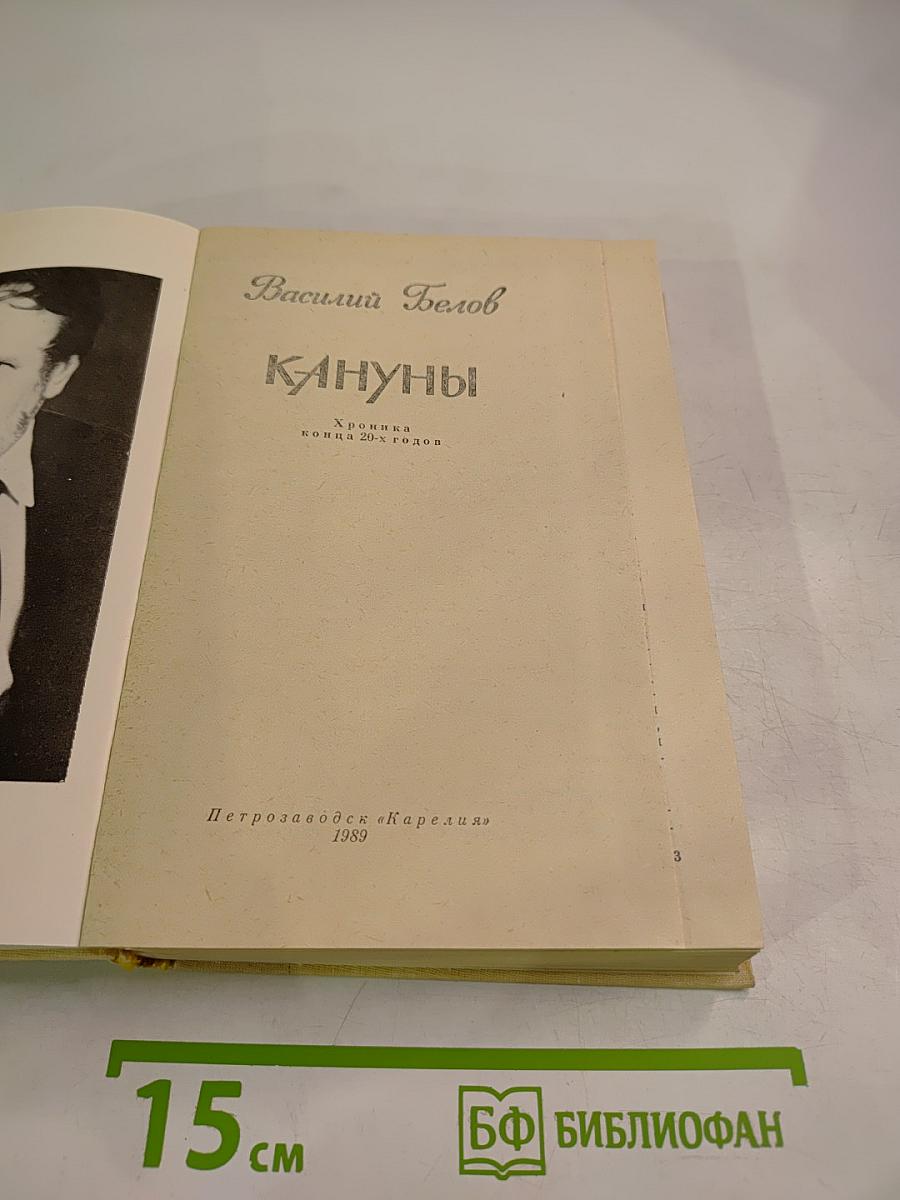 Василий Белов
КАНУНЫ
Хроника
конца 20-х годов
Петрозаводск «Карелия»
1989
3
15 см
БФ БИБЛИОФАН